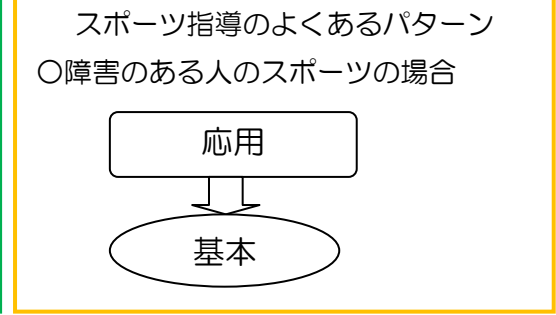 スポーツ指導のよくあるパターン
〇障害のある人のスポーツの場合
応用
基本